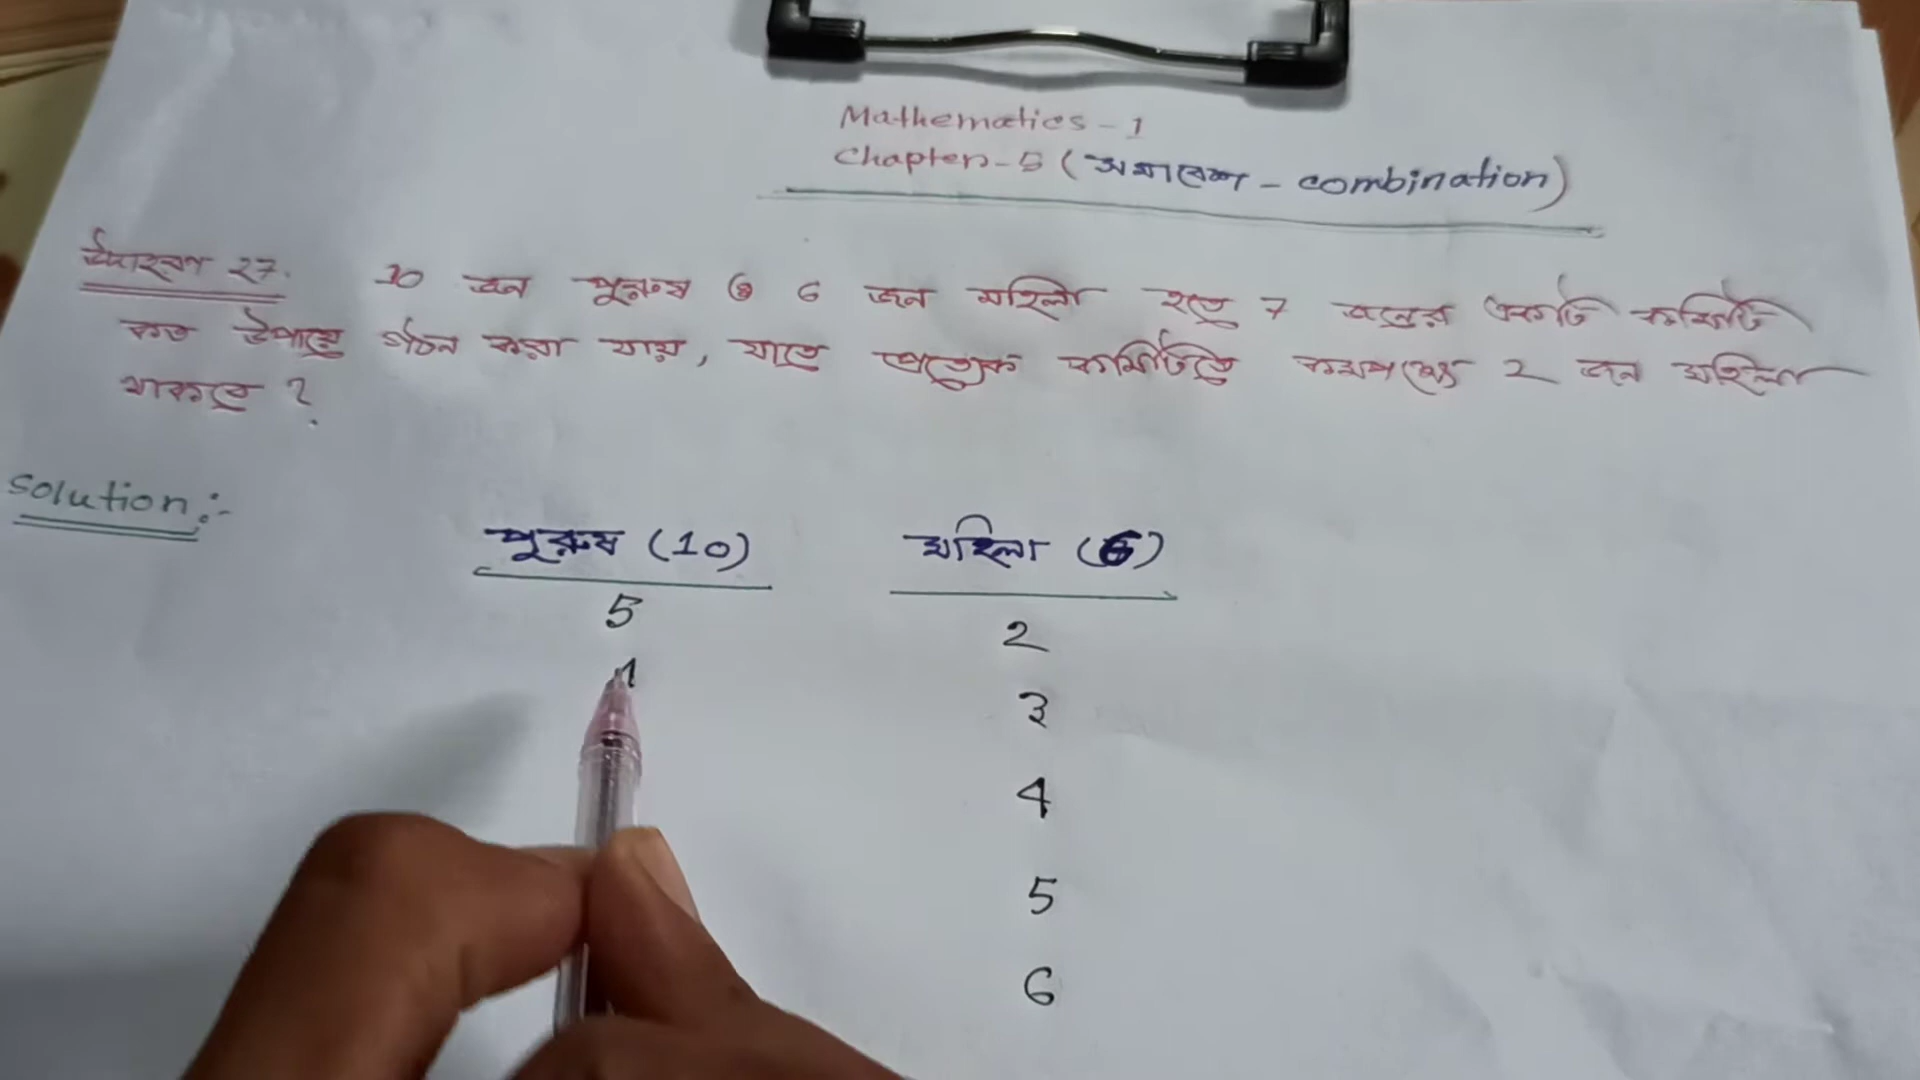 Mathematics - 1
Chapter - 5 (সমাবেশ - combination)
উদাহরণ 27. 10 জন পুরুষ ও 6 জন মহিলা হতে 7 জনের একটি কমিটি
কত উপায়ে গঠন করা যায়, যাতে প্রত্যেক কমিটিতে কমপক্ষে 2 জন মহিলা
থাকবে ?
Solution :-
পুরুষ (10) মহিলা (6)
5 2
3
4
5
6